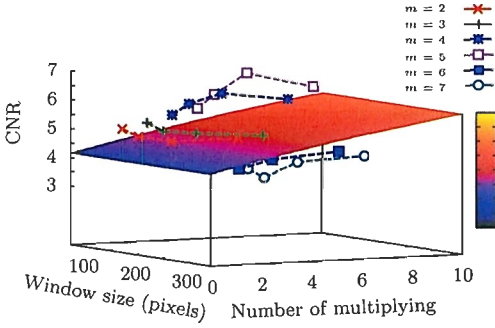 m = 2
m = 3
m = 4
m = 5
m = 6
m = 7
7
6
5
4
3
CNR
100
200
300
Window size (pixels)
0
2
4
6
8
10
Number of multiplying